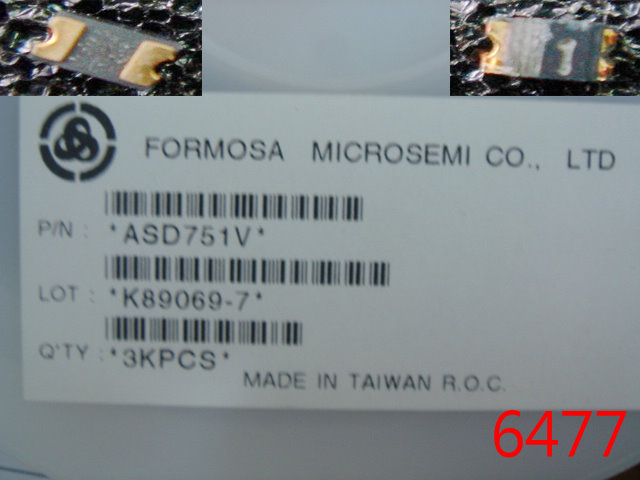 1
FORMOSA MICROSEMI CO., LTD
P/N : *ASD751V*
LOT : *K89069-7*
Q'TY : *3KPCS*
MADE IN TAIWAN R.O.C.
6477